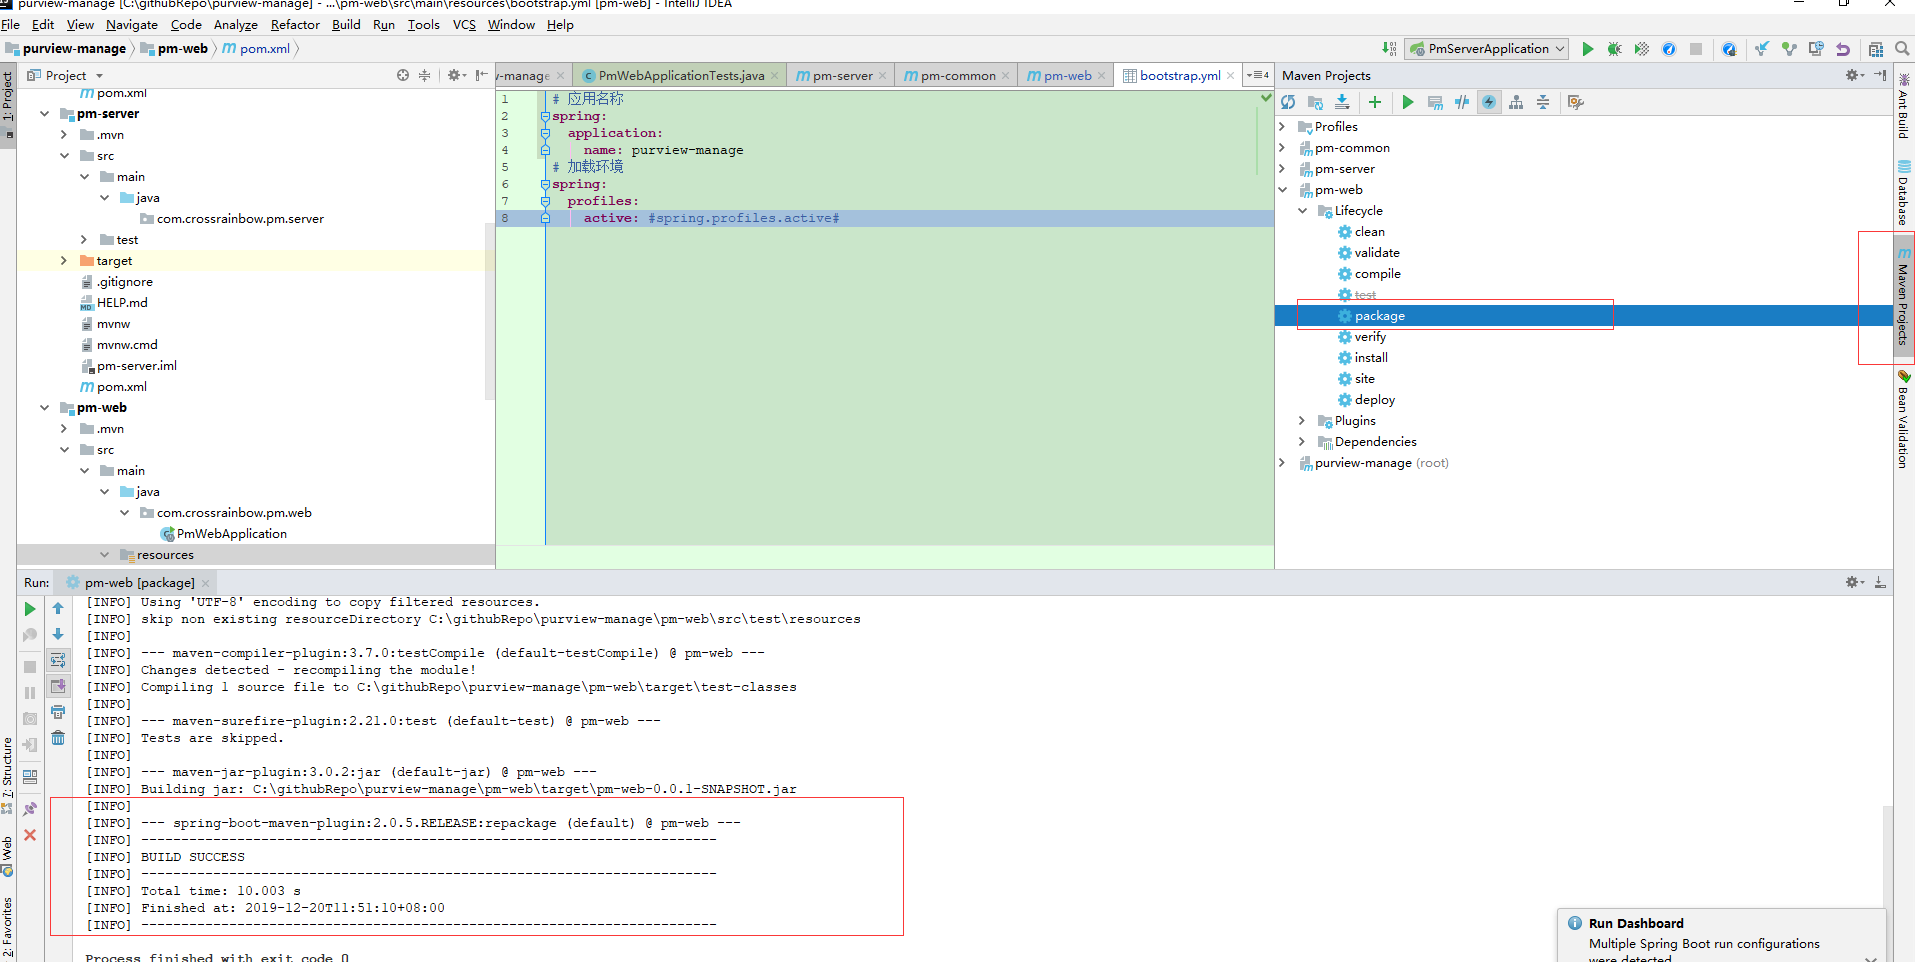 purview-manage [C:\githubRepo\purview-manage] - ...\pm-web\src\main\resources\bootstrap.yml [pm-web] - IntelliJ IDEA
File Edit View Navigate Code Analyze Refactor Build Run Tools VCS Window Help
purview-manage pm-web pom.xml
PmServerApplication
1: Project
Project
pom.xml
pm-server
.mvn
src
main
java
com.crossrainbow.pm.server
test
target
.gitignore
HELP.md
mvnw
mvnw.cmd
pm-server.iml
pom.xml
pm-web
.mvn
src
main
java
com.crossrainbow.pm.web
PmWebApplication
resources
v-manage PmWebApplicationTests.java pm-server pm-common pm-web bootstrap.yml 4
1 # 应用名称
2 spring:
3 application:
4 name: purview-manage
5 # 加载环境
6 spring:
7 profiles:
8 active: #spring.profiles.active#
Maven Projects
Profiles
pm-common
pm-server
pm-web
Lifecycle
clean
validate
compile
test
package
verify
install
site
deploy
Plugins
Dependencies
purview-manage (root)
Ant Build
Database
Maven Projects
Bean Validation
Run: pm-web [package]
[INFO] Using 'UTF-8' encoding to copy filtered resources.
[INFO] skip non existing resourceDirectory C:\githubRepo\purview-manage\pm-web\src\test\resources
[INFO]
[INFO] --- maven-compiler-plugin:3.7.0:testCompile (default-testCompile) @ pm-web ---
[INFO] Changes detected - recompiling the module!
[INFO] Compiling 1 source file to C:\githubRepo\purview-manage\pm-web\target\test-classes
[INFO]
[INFO] --- maven-surefire-plugin:2.21.0:test (default-test) @ pm-web ---
[INFO] Tests are skipped.
[INFO]
[INFO] --- maven-jar-plugin:3.0.2:jar (default-jar) @ pm-web ---
[INFO] Building jar: C:\githubRepo\purview-manage\pm-web\target\pm-web-0.0.1-SNAPSHOT.jar
[INFO]
[INFO] --- spring-boot-maven-plugin:2.0.5.RELEASE:repackage (default) @ pm-web ---
[INFO] ------------------------------------------------------------------------
[INFO] BUILD SUCCESS
[INFO] ------------------------------------------------------------------------
[INFO] Total time: 10.003 s
[INFO] Finished at: 2019-12-20T11:51:10+08:00
[INFO] ------------------------------------------------------------------------
Process finished with exit code 0
7: Structure
Web
2: Favorites
Run Dashboard
Multiple Spring Boot run configurations
were detected